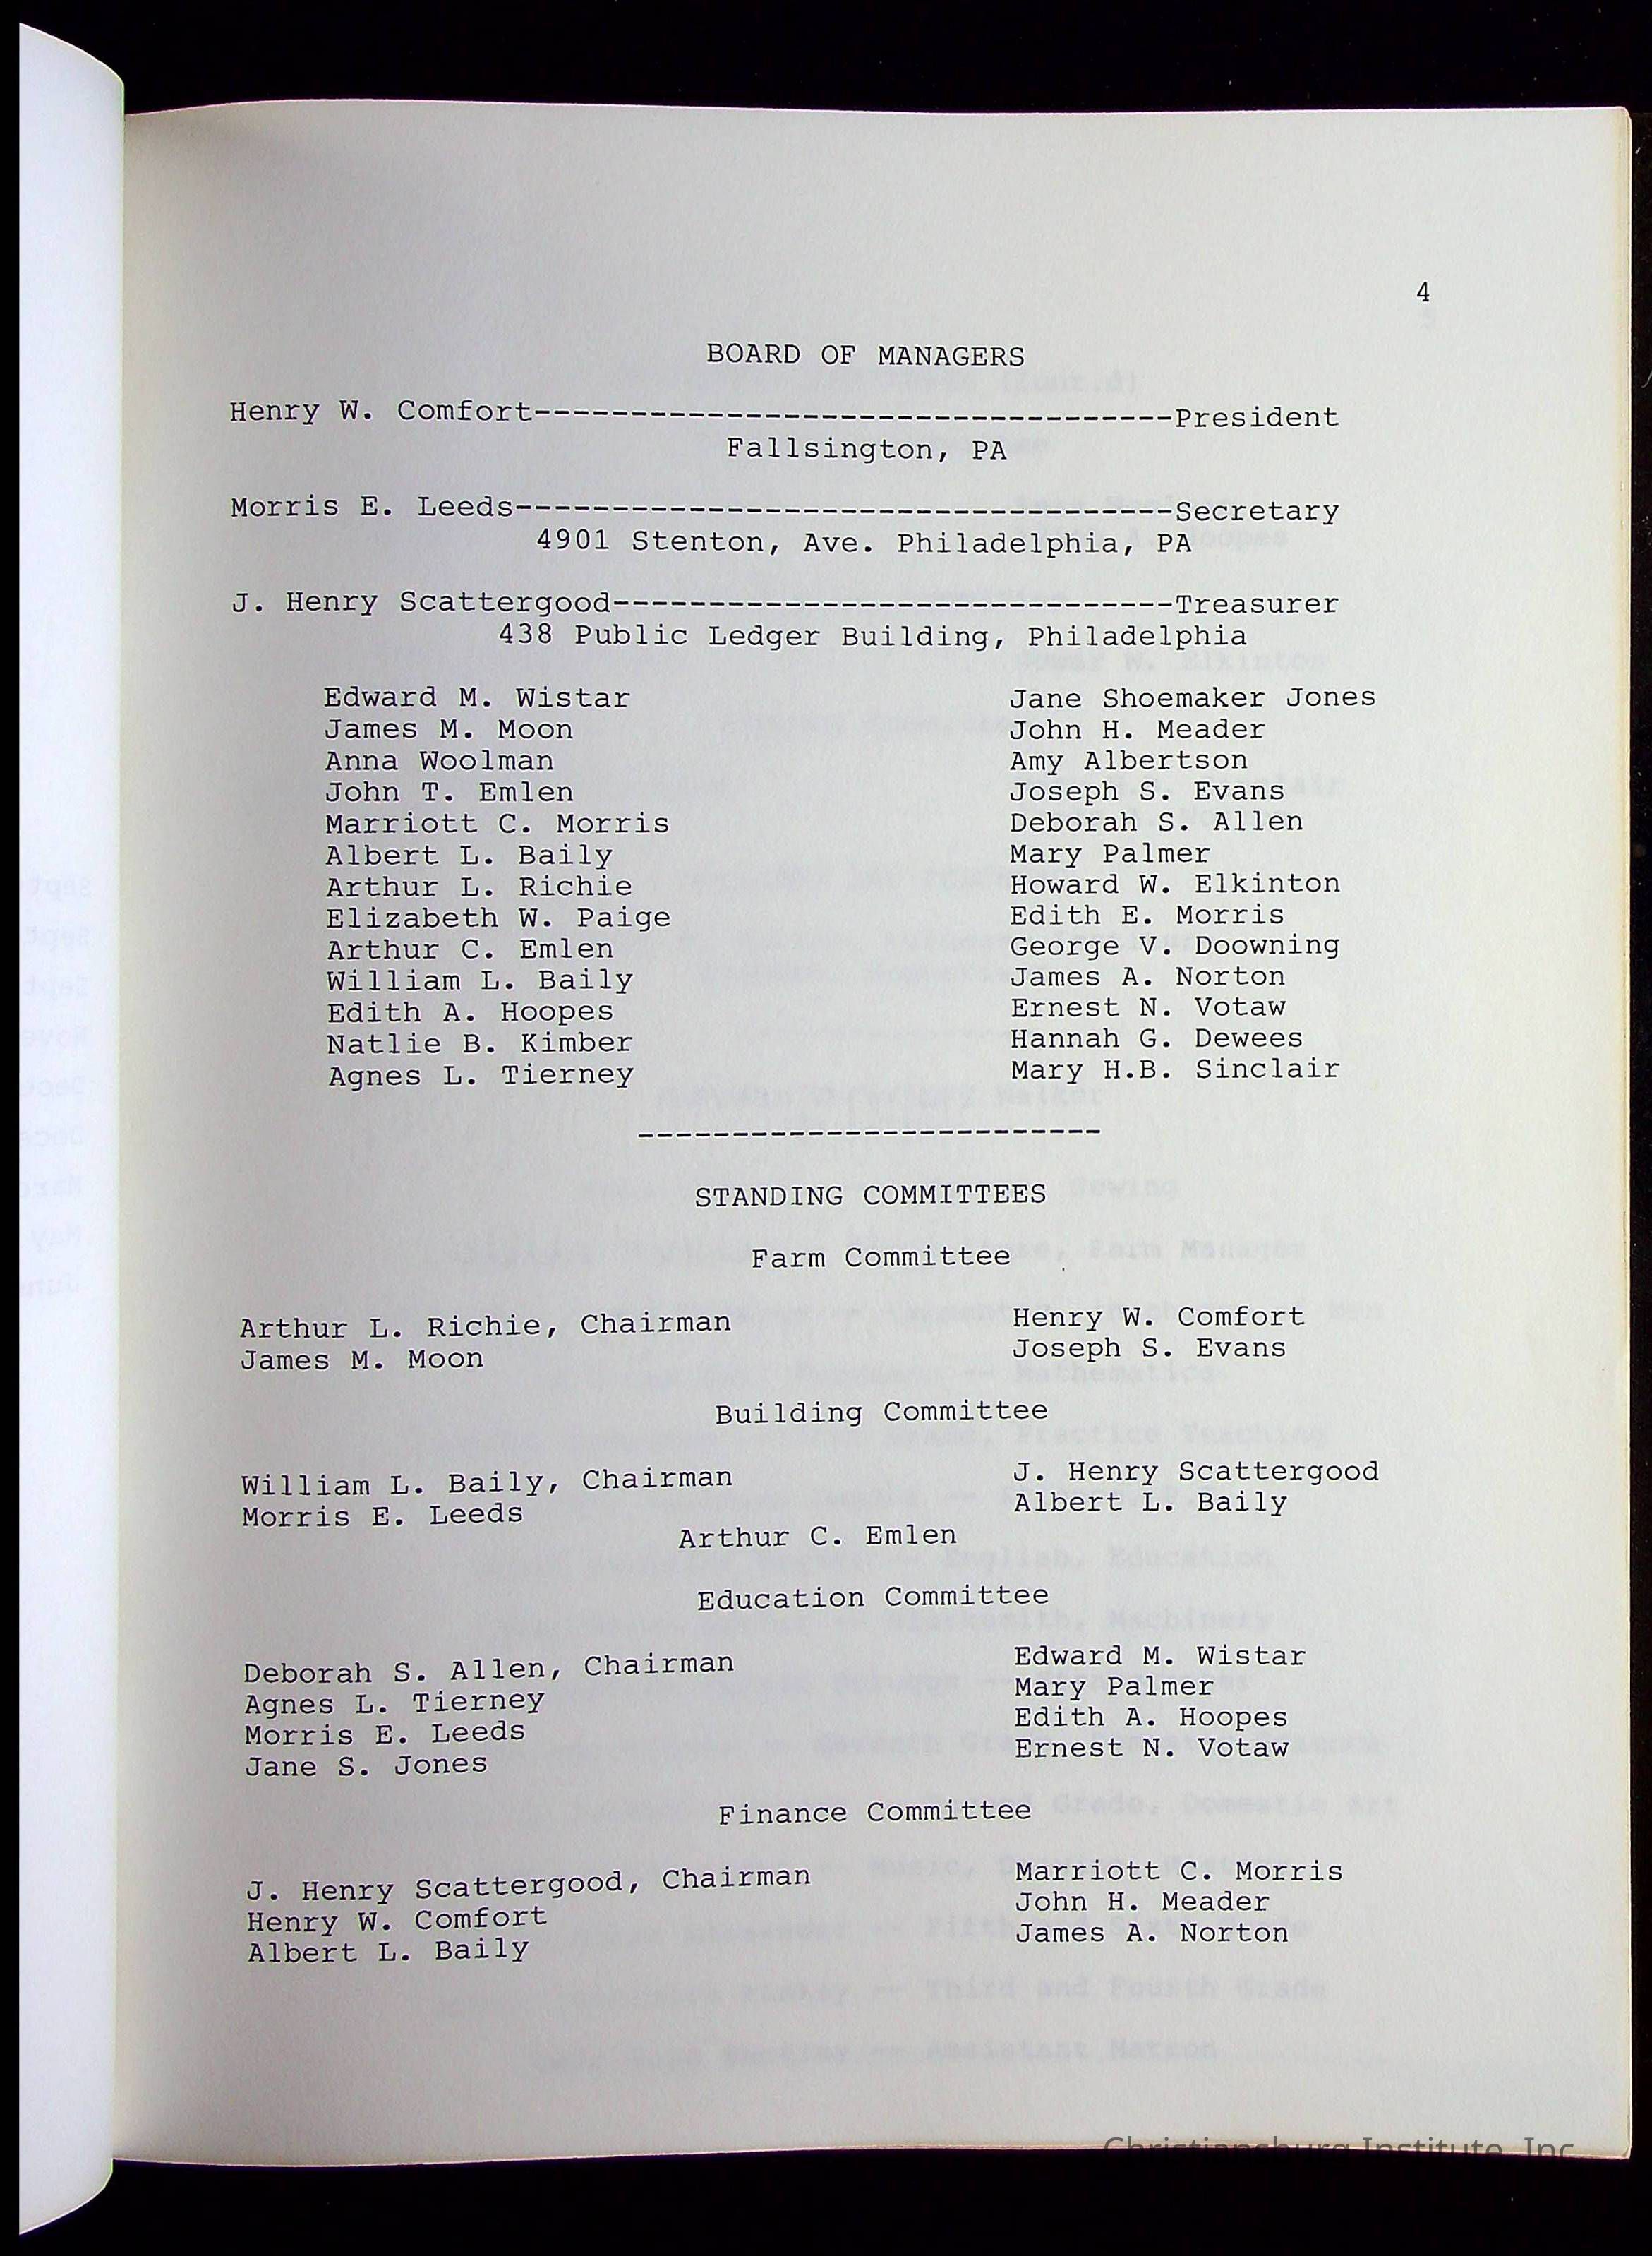 4
BOARD OF MANAGERS
Henry W. Comfort---------------------------------President
Fallsington, PA
Morris E. Leeds----------------------------------Secretary
4901 Stenton, Ave. Philadelphia, PA
J. Henry Scattergood-----------------------------Treasurer
438 Public Ledger Building, Philadelphia
Edward M. Wistar Jane Shoemaker Jones
James M. Moon John H. Meader
Anna Woolman Amy Albertson
John T. Emlen Joseph S. Evans
Marriott C. Morris Deborah S. Allen
Albert L. Baily Mary Palmer
Arthur L. Richie Howard W. Elkinton
Elizabeth W. Paige Edith E. Morris
Arthur C. Emlen George V. Doowning
William L. Baily James A. Norton
Edith A. Hoopes Ernest N. Votaw
Natlie B. Kimber Hannah G. Dewees
Agnes L. Tierney Mary H.B. Sinclair
-------------------------
STANDING COMMITTEES
Farm Committee
Arthur L. Richie, Chairman Henry W. Comfort
James M. Moon Joseph S. Evans
Building Committee
William L. Baily, Chairman J. Henry Scattergood
Morris E. Leeds Albert L. Baily
Arthur C. Emlen
Education Committee
Deborah S. Allen, Chairman Edward M. Wistar
Agnes L. Tierney Mary Palmer
Morris E. Leeds Edith A. Hoopes
Jane S. Jones Ernest N. Votaw
Finance Committee
J. Henry Scattergood, Chairman Marriott C. Morris
Henry W. Comfort John H. Meader
Albert L. Baily James A. Norton
Christiansburg Institute, Inc